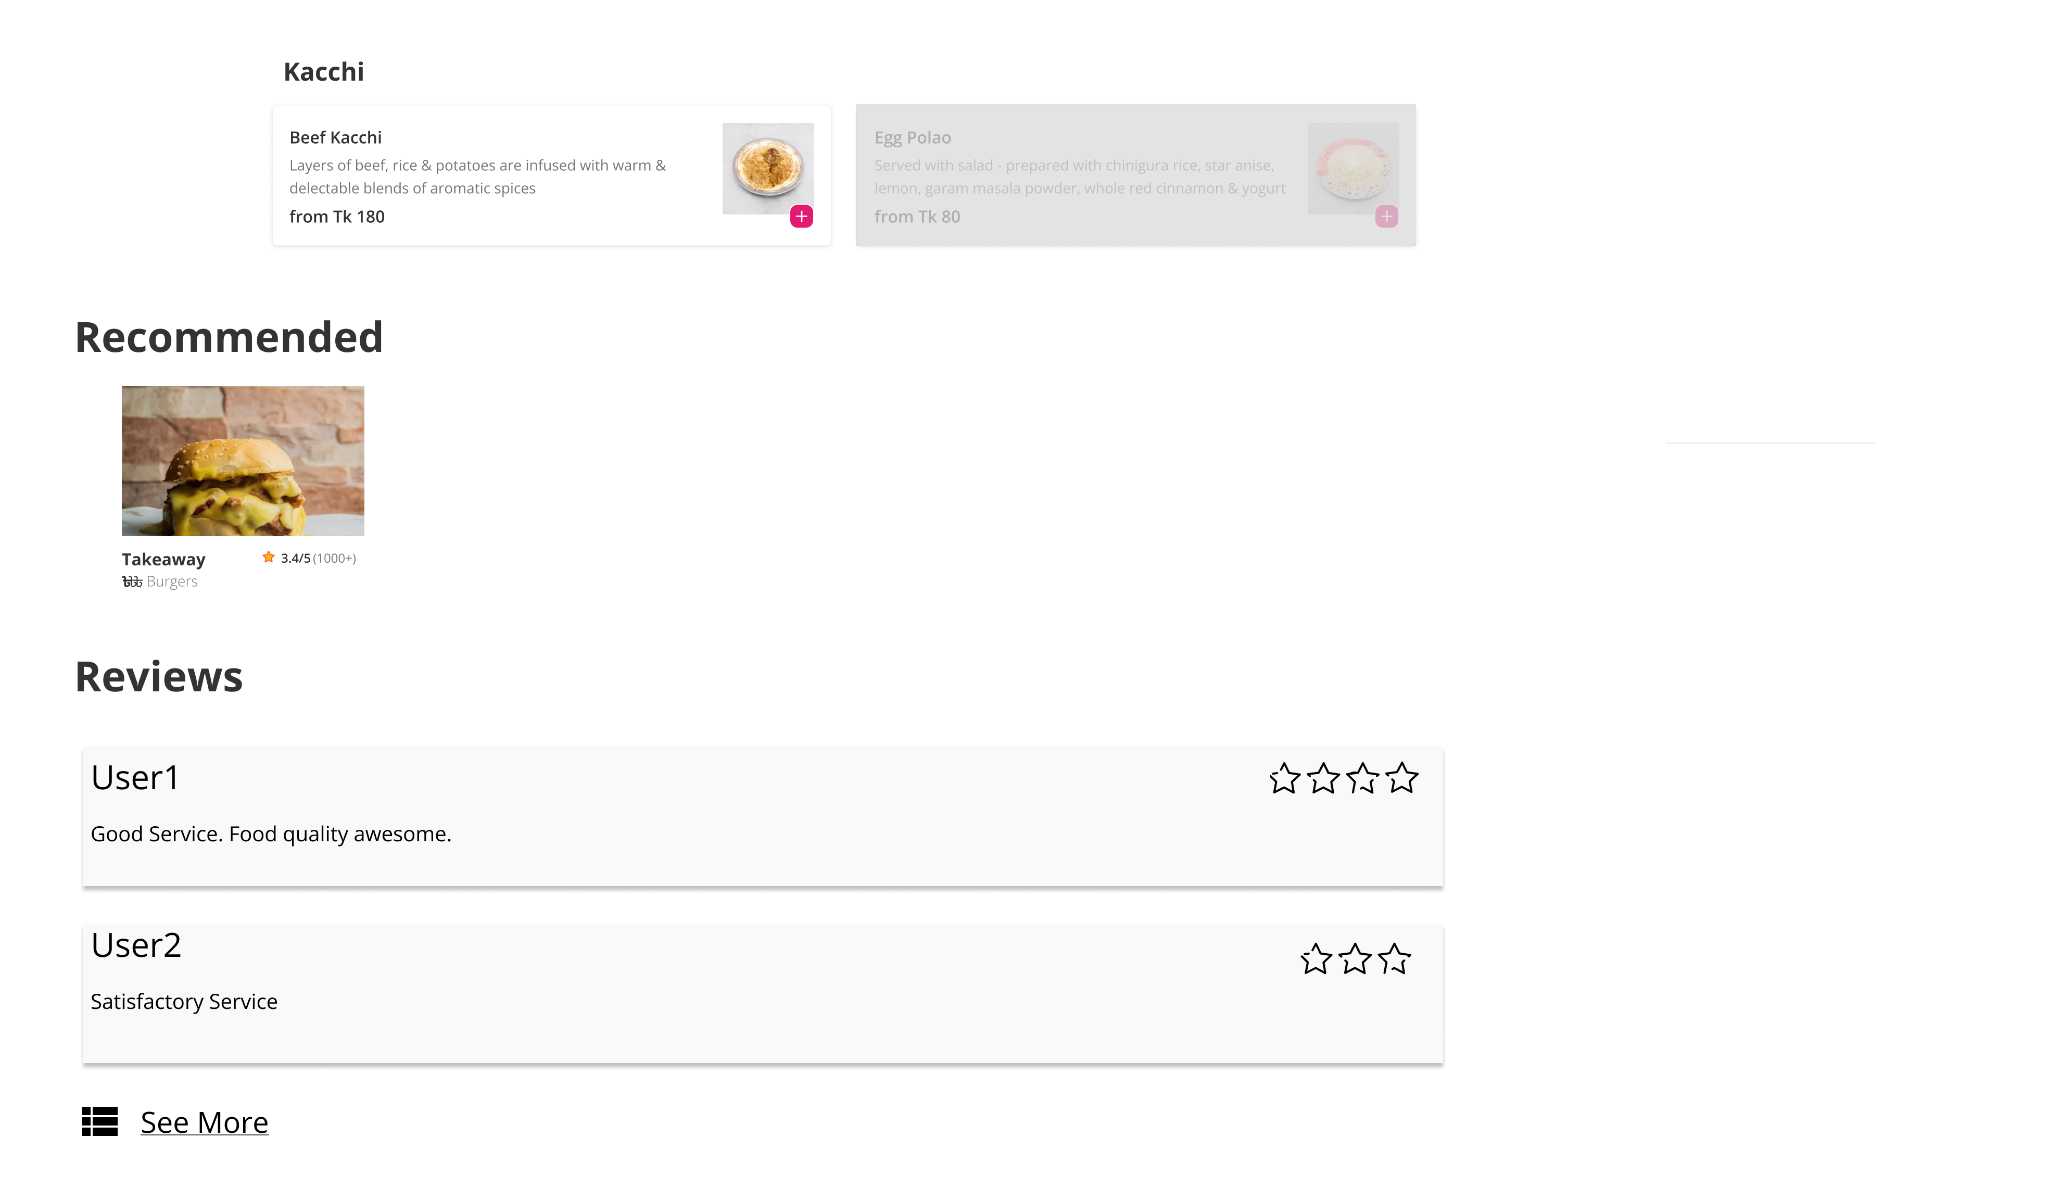 Kacchi
Beef Kacchi
Layers of beef, rice & potatoes are infused with warm &
delectable blends of aromatic spices
from Tk 180
Egg Polao
Served with salad - prepared with chinigura rice, star anise,
lemon, garam masala powder, whole red cinnamon & yogurt
from Tk 80
Recommended
Takeaway
3.4/5 (1000+)
Burgers
Reviews
User1
Good Service. Food quality awesome.
User2
Satisfactory Service
See More